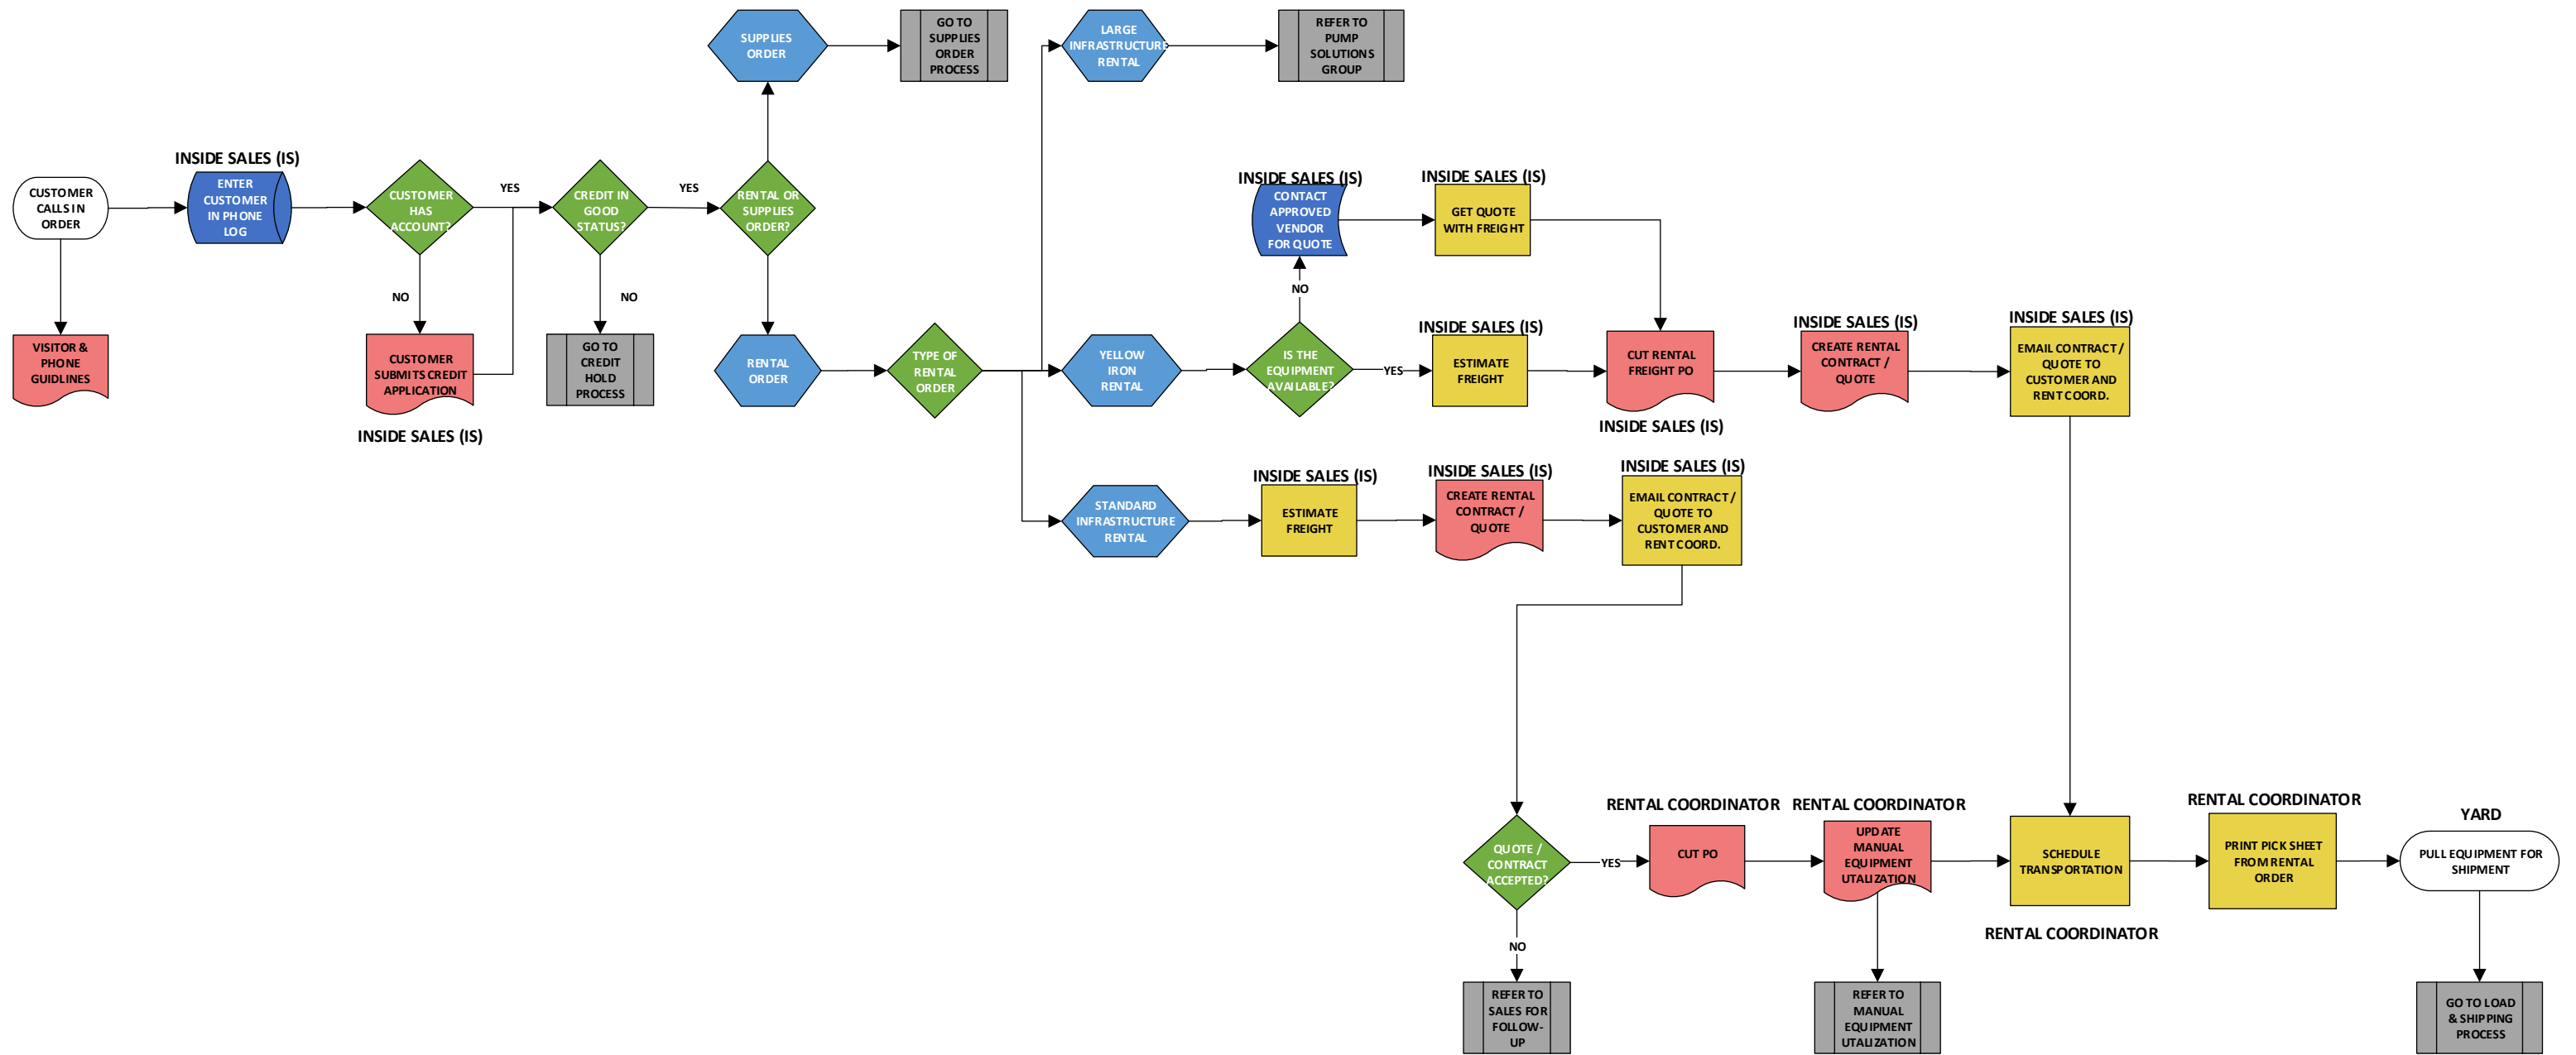 SUPPLIES
ORDER
GO TO
SUPPLIES
ORDER
PROCESS
LARGE
INFRASTRUCTURE
RENTAL
REFER TO
PUMP
SOLUTIONS
GROUP
CUSTOMER
CALLS IN
ORDER
INSIDE SALES (IS)
ENTER
CUSTOMER
IN PHONE
LOG
CUSTOMER
HAS
ACCOUNT?
YES
CREDIT IN
GOOD
STATUS?
YES
RENTAL OR
SUPPLIES
ORDER?
INSIDE SALES (IS)
CONTACT
APPROVED
VENDOR
FOR QUOTE
INSIDE SALES (IS)
GET QUOTE
WITH FREIGHT
NO
NO
NO
VISITOR &
PHONE
GUIDLINES
CUSTOMER
SUBMITS CREDIT
APPLICATION
INSIDE SALES (IS)
GO TO
CREDIT
HOLD
PROCESS
RENTAL
ORDER
TYPE OF
RENTAL
ORDER
YELLOW
IRON
RENTAL
IS THE
EQUIPMENT
AVAILABLE?
YES
INSIDE SALES (IS)
ESTIMATE
FREIGHT
CUT RENTAL
FREIGHT PO
INSIDE SALES (IS)
INSIDE SALES (IS)
CREATE RENTAL
CONTRACT /
QUOTE
INSIDE SALES (IS)
EMAIL CONTRACT /
QUOTE TO
CUSTOMER AND
RENT COORD.
STANDARD
INFRASTRUCTURE
RENTAL
INSIDE SALES (IS)
ESTIMATE
FREIGHT
INSIDE SALES (IS)
CREATE RENTAL
CONTRACT /
QUOTE
INSIDE SALES (IS)
EMAIL CONTRACT /
QUOTE TO
CUSTOMER AND
RENT COORD.
QUOTE /
CONTRACT
ACCEPTED?
YES
RENTAL COORDINATOR
CUT PO
RENTAL COORDINATOR
UPDATE
MANUAL
EQUIPMENT
UTALIZATION
SCHEDULE
TRANSPORTATION
RENTAL COORDINATOR
RENTAL COORDINATOR
PRINT PICK SHEET
FROM RENTAL
ORDER
YARD
PULL EQUIPMENT FOR
SHIPMENT
NO
REFER TO
SALES FOR
FOLLOW-
UP
REFER TO
MANUAL
EQUIPMENT
UTALIZATION
GO TO LOAD
& SHIPPING
PROCESS